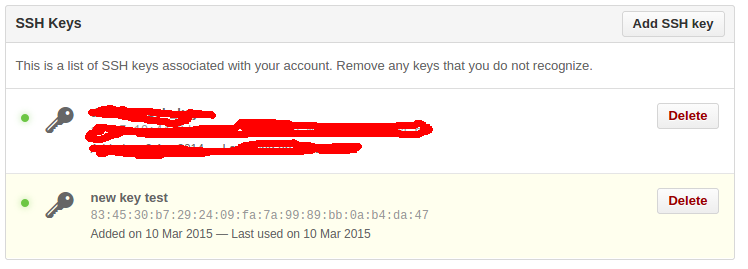 SSH Keys
Add SSH key
This is a list of SSH keys associated with your account. Remove any keys that you do not recognize.
Delete
new key test
83:45:30:b7:29:24:09:fa:7a:99:89:bb:0a:b4:da:47
Added on 10 Mar 2015 — Last used on 10 Mar 2015
Delete